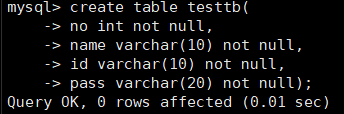 mysql> create table testtb(
    -> no int not null,
    -> name varchar(10) not null,
    -> id varchar(10) not null,
    -> pass varchar(20) not null);
Query OK, 0 rows affected (0.01 sec)